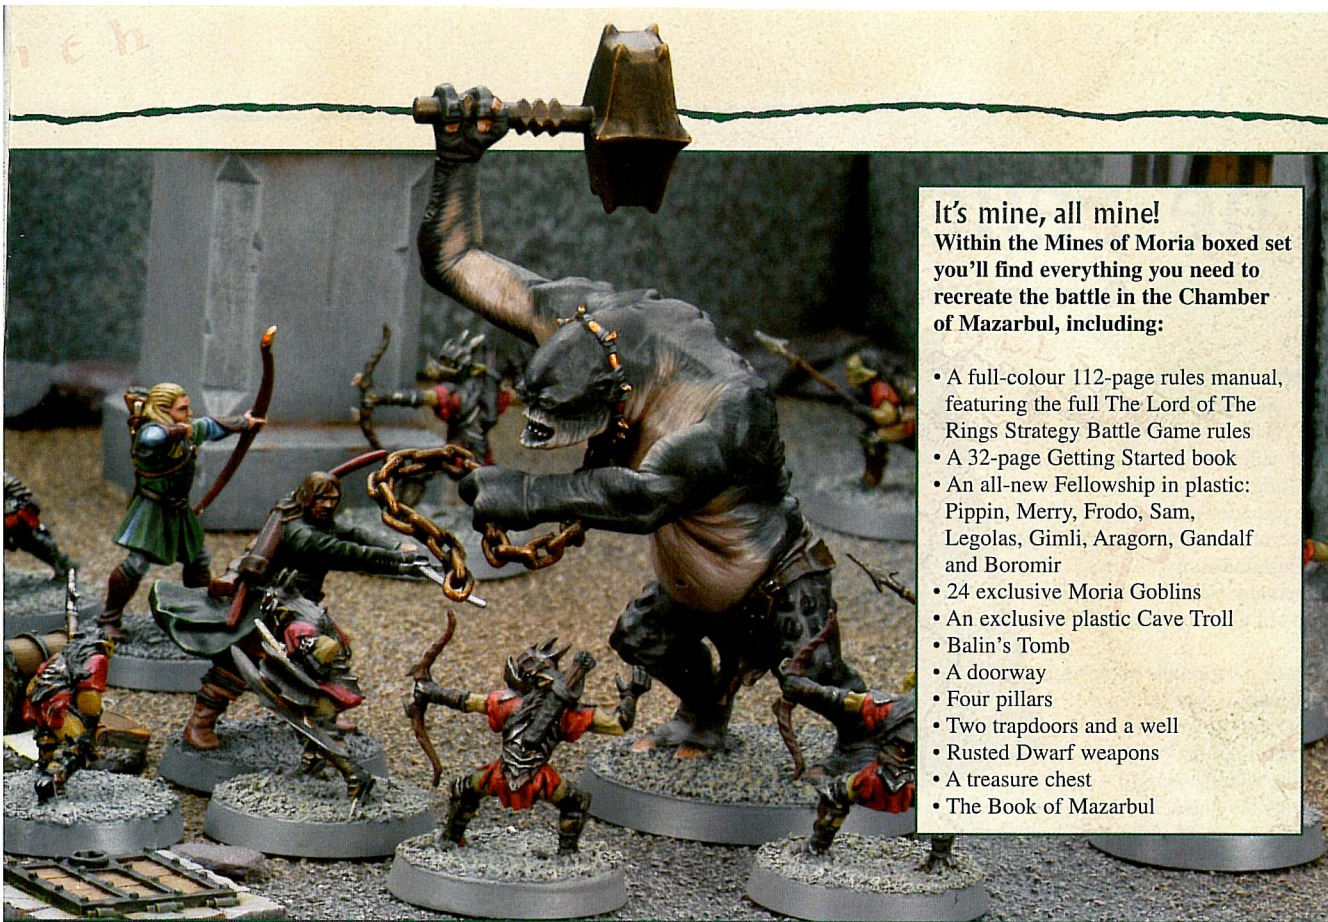 It's mine, all mine!
Within the Mines of Moria boxed set
you'll find everything you need to
recreate the battle in the Chamber
of Mazarbul, including:
• A full-colour 112-page rules manual,
featuring the full The Lord of The
Rings Strategy Battle Game rules
• A 32-page Getting Started book
• An all-new Fellowship in plastic:
Pippin, Merry, Frodo, Sam,
Legolas, Gimli, Aragorn, Gandalf
and Boromir
• 24 exclusive Moria Goblins
• An exclusive plastic Cave Troll
• Balin's Tomb
• A doorway
• Four pillars
• Two trapdoors and a well
• Rusted Dwarf weapons
• A treasure chest
• The Book of Mazarbul